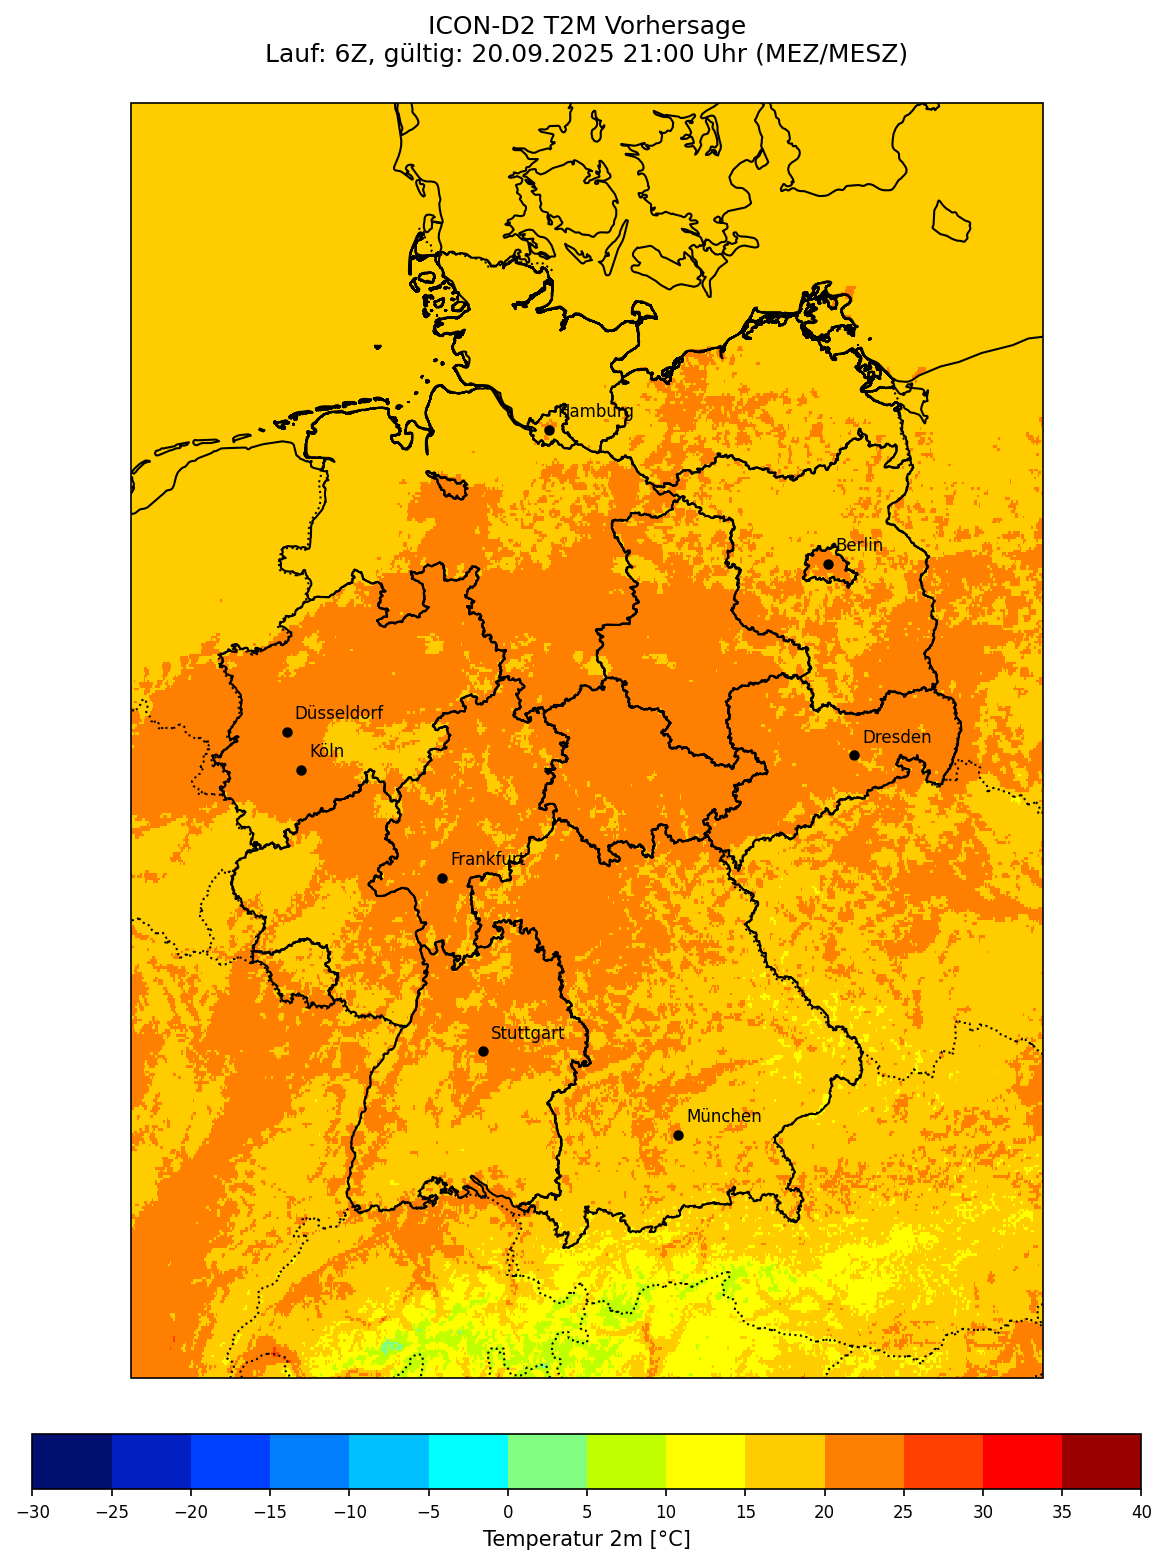 ICON-D2 T2M Vorhersage
Lauf: 6Z, gültig: 20.09.2025 21:00 Uhr (MEZ/MESZ)
Hamburg
Berlin
Düsseldorf
Dresden
Köln
Frankfurt
Stuttgart
München
−30 −25 −20 −15 −10 −5 0 5 10 15 20 25 30 35 40
Temperatur 2m [°C]